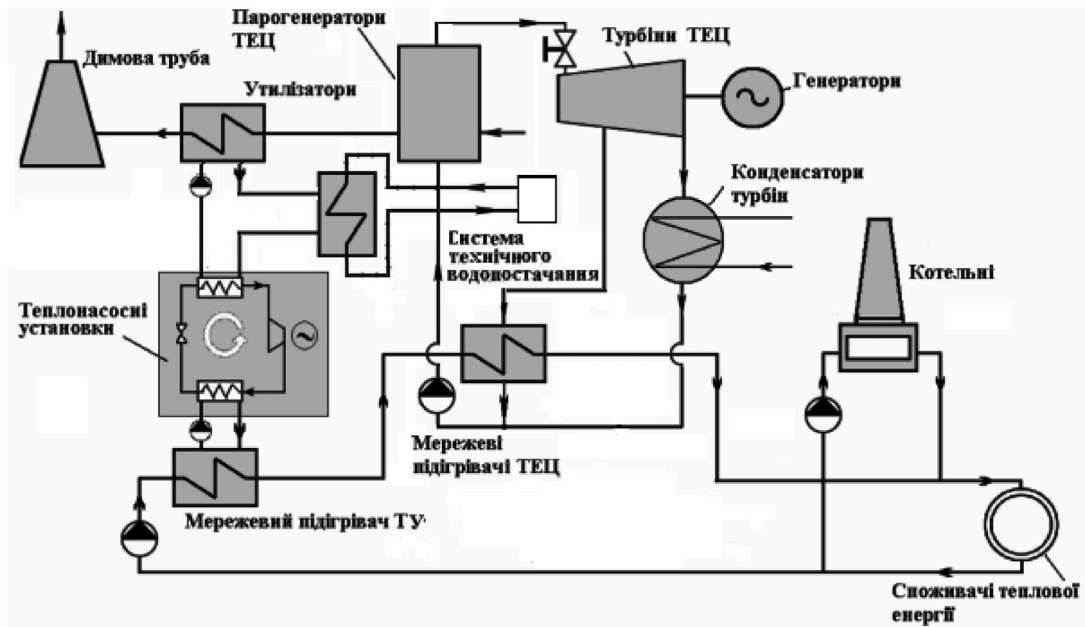 Парогенератори
ТЕЦ
Турбіни ТЕЦ
Димова труба
Утилізатори
Генератори
Конденсатори
турбін
Система
технічного
водопостачання
Котельні
Теплонасосні
установки
Мережеві
підігрівачі ТЕЦ
Мережевий підігрівач ТУ
Споживачі теплової
енергії